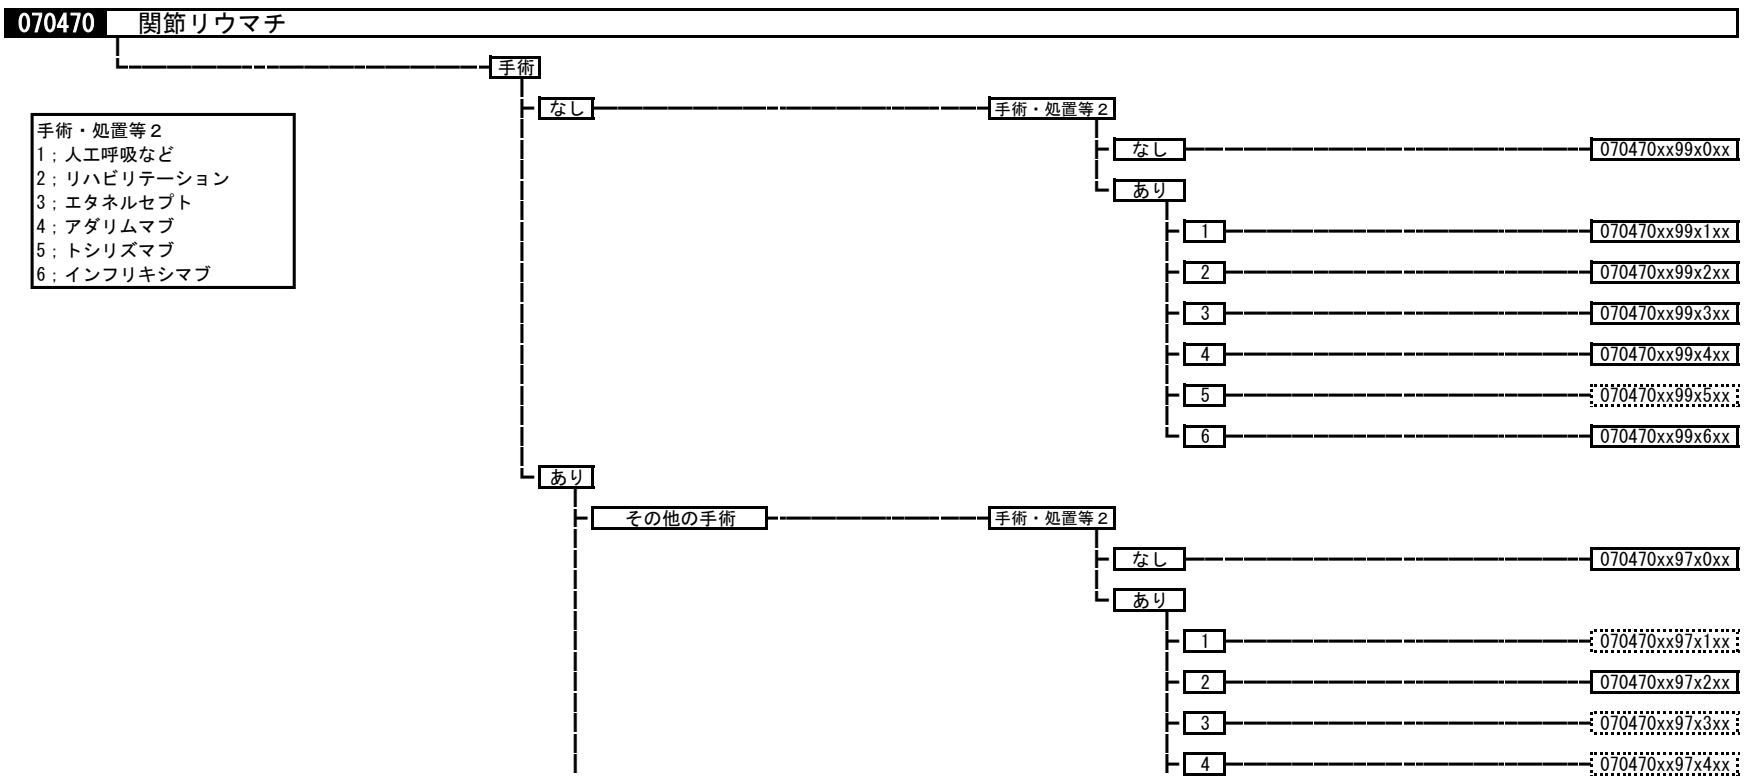 070470 関節リウマチ
手術
なし 手術・処置等2
手術・処置等2
1;人工呼吸など
2;リハビリテーション
3;エタネルセプト
4;アダリムマブ
5;トシリズマブ
6;インフリキシマブ
なし 070470xx99x0xx
あり
1 070470xx99x1xx
2 070470xx99x2xx
3 070470xx99x3xx
4 070470xx99x4xx
5 070470xx99x5xx
6 070470xx99x6xx
あり
その他の手術 手術・処置等2
なし 070470xx97x0xx
あり
1 070470xx97x1xx
2 070470xx97x2xx
3 070470xx97x3xx
4 070470xx97x4xx